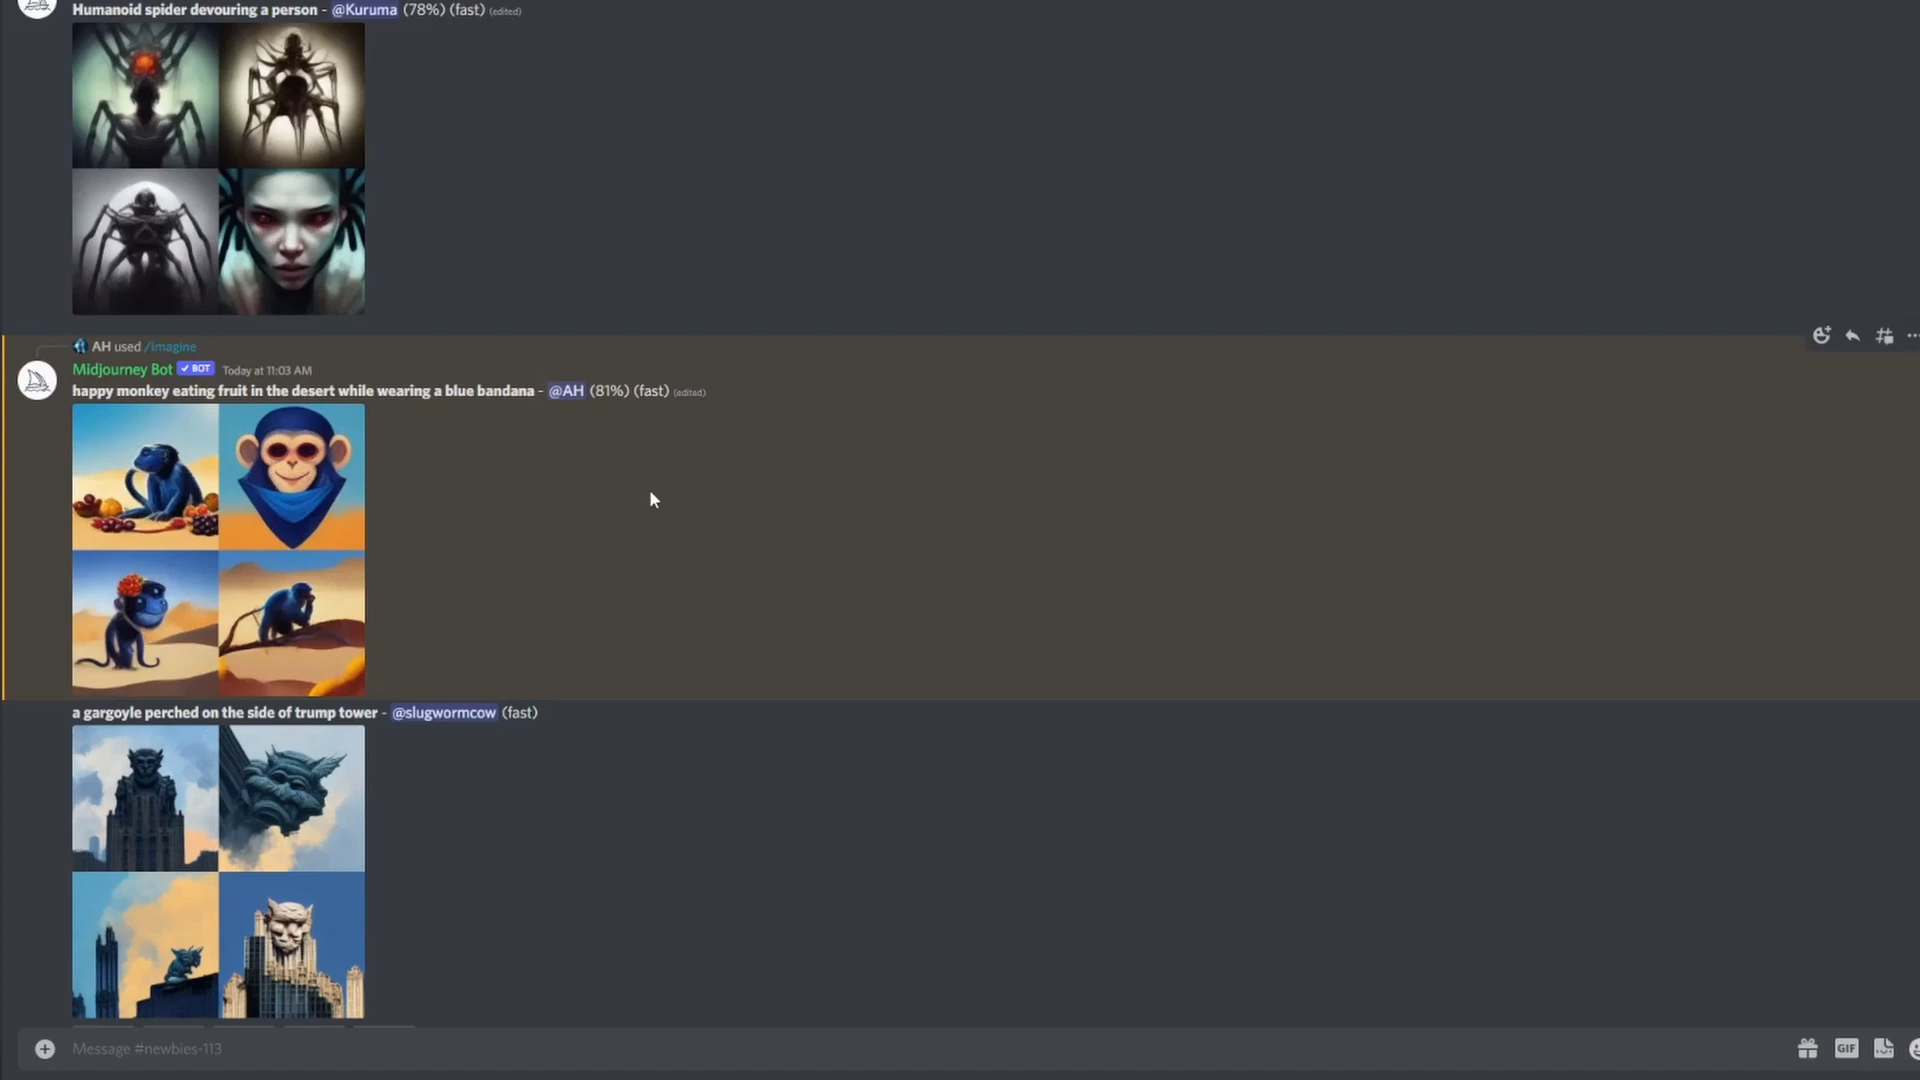 Humanoid spider devouring a person - @Kuruma (78%) (fast) (edited)
AH used /imagine
Midjourney Bot ✓ BOT Today at 11:03 AM
happy monkey eating fruit in the desert while wearing a blue bandana - @AH (81%) (fast) (edited)
a gargoyle perched on the side of trump tower - @slugwormcow (fast)
Message #newbies-113
GIF